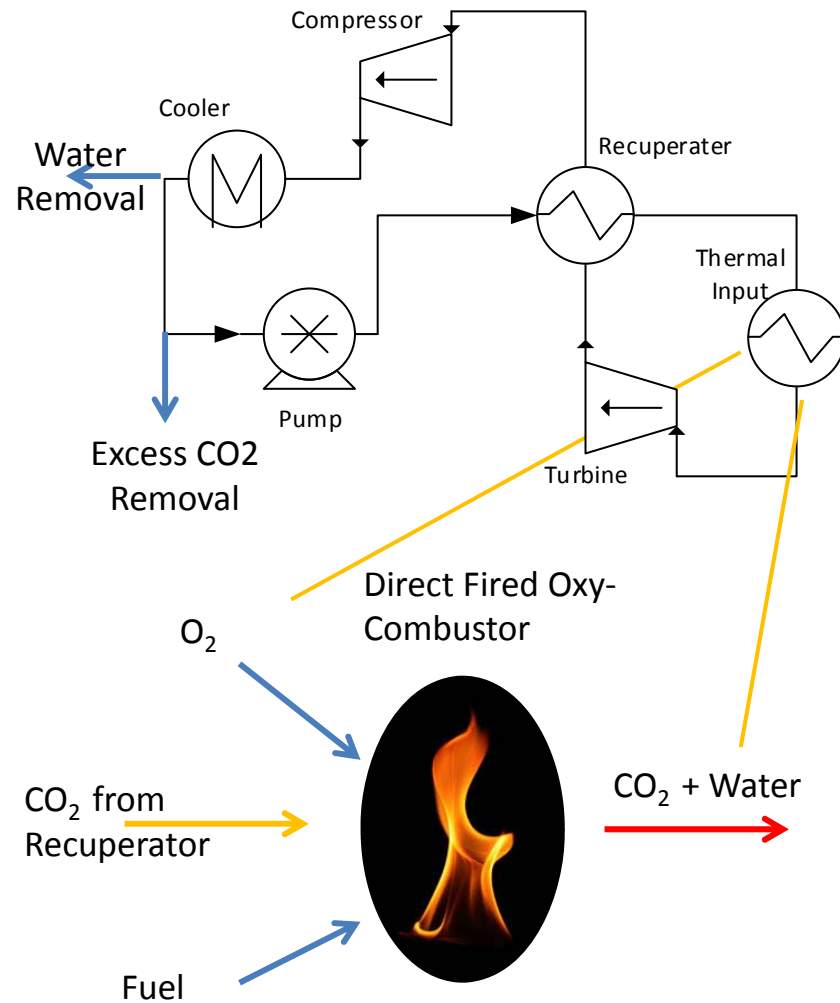 Compressor
Cooler
Water
Removal
Recuperater
Thermal
Input
Pump
Turbine
Excess CO2
Removal
Direct Fired Oxy-
Combustor
O₂
CO₂ from
Recuperator
CO₂ + Water
Fuel